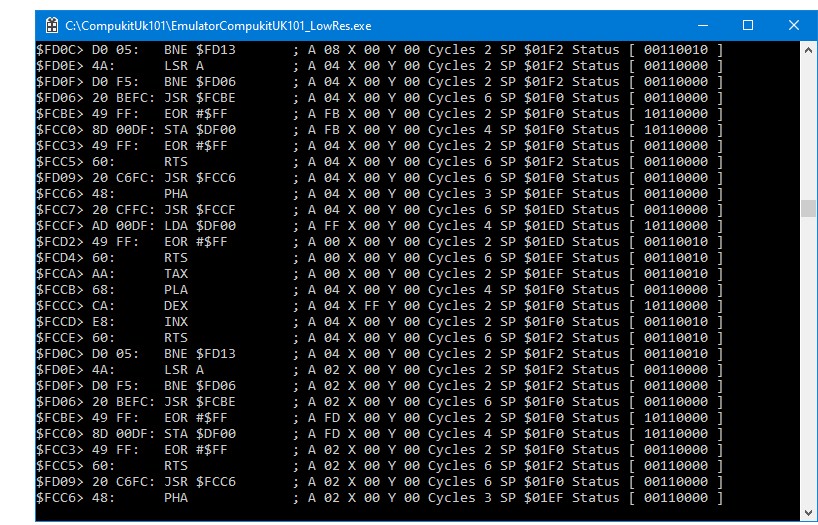 C:\CompukitUk101\EmulatorCompukitUK101_LowRes.exe
$FD0C> D0 05:   BNE $FD13       ; A 08 X 00 Y 00 Cycles 2 SP $01F2 Status [ 00110010 ]
$FD0E> 4A:      LSR A           ; A 04 X 00 Y 00 Cycles 2 SP $01F2 Status [ 00110000 ]
$FD0F> D0 F5:   BNE $FD06       ; A 04 X 00 Y 00 Cycles 2 SP $01F2 Status [ 00110000 ]
$FD06> 20 BEFC: JSR $FCBE       ; A 04 X 00 Y 00 Cycles 6 SP $01F0 Status [ 00110000 ]
$FCBE> 49 FF:   EOR #$FF        ; A FB X 00 Y 00 Cycles 2 SP $01F0 Status [ 10110000 ]
$FCC0> 8D 00DF: STA $DF00       ; A FB X 00 Y 00 Cycles 4 SP $01F0 Status [ 10110000 ]
$FCC3> 49 FF:   EOR #$FF        ; A 04 X 00 Y 00 Cycles 2 SP $01F0 Status [ 00110000 ]
$FCC5> 60:      RTS             ; A 04 X 00 Y 00 Cycles 6 SP $01F2 Status [ 00110000 ]
$FD09> 20 C6FC: JSR $FCC6       ; A 04 X 00 Y 00 Cycles 6 SP $01F0 Status [ 00110000 ]
$FCC6> 48:      PHA             ; A 04 X 00 Y 00 Cycles 3 SP $01EF Status [ 00110000 ]
$FCC7> 20 CFFC: JSR $FCCF       ; A 04 X 00 Y 00 Cycles 6 SP $01ED Status [ 00110000 ]
$FCCF> AD 00DF: LDA $DF00       ; A FF X 00 Y 00 Cycles 4 SP $01ED Status [ 10110000 ]
$FCD2> 49 FF:   EOR #$FF        ; A 00 X 00 Y 00 Cycles 2 SP $01ED Status [ 00110010 ]
$FCD4> 60:      RTS             ; A 00 X 00 Y 00 Cycles 6 SP $01EF Status [ 00110010 ]
$FCCA> AA:      TAX             ; A 00 X 00 Y 00 Cycles 2 SP $01EF Status [ 00110010 ]
$FCCB> 68:      PLA             ; A 04 X 00 Y 00 Cycles 4 SP $01F0 Status [ 00110000 ]
$FCCC> CA:      DEX             ; A 04 X FF Y 00 Cycles 2 SP $01F0 Status [ 10110000 ]
$FCCD> E8:      INX             ; A 04 X 00 Y 00 Cycles 2 SP $01F0 Status [ 00110010 ]
$FCCE> 60:      RTS             ; A 04 X 00 Y 00 Cycles 6 SP $01F2 Status [ 00110010 ]
$FD0C> D0 05:   BNE $FD13       ; A 04 X 00 Y 00 Cycles 2 SP $01F2 Status [ 00110010 ]
$FD0E> 4A:      LSR A           ; A 02 X 00 Y 00 Cycles 2 SP $01F2 Status [ 00110000 ]
$FD0F> D0 F5:   BNE $FD06       ; A 02 X 00 Y 00 Cycles 2 SP $01F2 Status [ 00110000 ]
$FD06> 20 BEFC: JSR $FCBE       ; A 02 X 00 Y 00 Cycles 6 SP $01F0 Status [ 00110000 ]
$FCBE> 49 FF:   EOR #$FF        ; A FD X 00 Y 00 Cycles 2 SP $01F0 Status [ 10110000 ]
$FCC0> 8D 00DF: STA $DF00       ; A FD X 00 Y 00 Cycles 4 SP $01F0 Status [ 10110000 ]
$FCC3> 49 FF:   EOR #$FF        ; A 02 X 00 Y 00 Cycles 2 SP $01F0 Status [ 00110000 ]
$FCC5> 60:      RTS             ; A 02 X 00 Y 00 Cycles 6 SP $01F2 Status [ 00110000 ]
$FD09> 20 C6FC: JSR $FCC6       ; A 02 X 00 Y 00 Cycles 6 SP $01F0 Status [ 00110000 ]
$FCC6> 48:      PHA             ; A 02 X 00 Y 00 Cycles 3 SP $01EF Status [ 00110000 ]